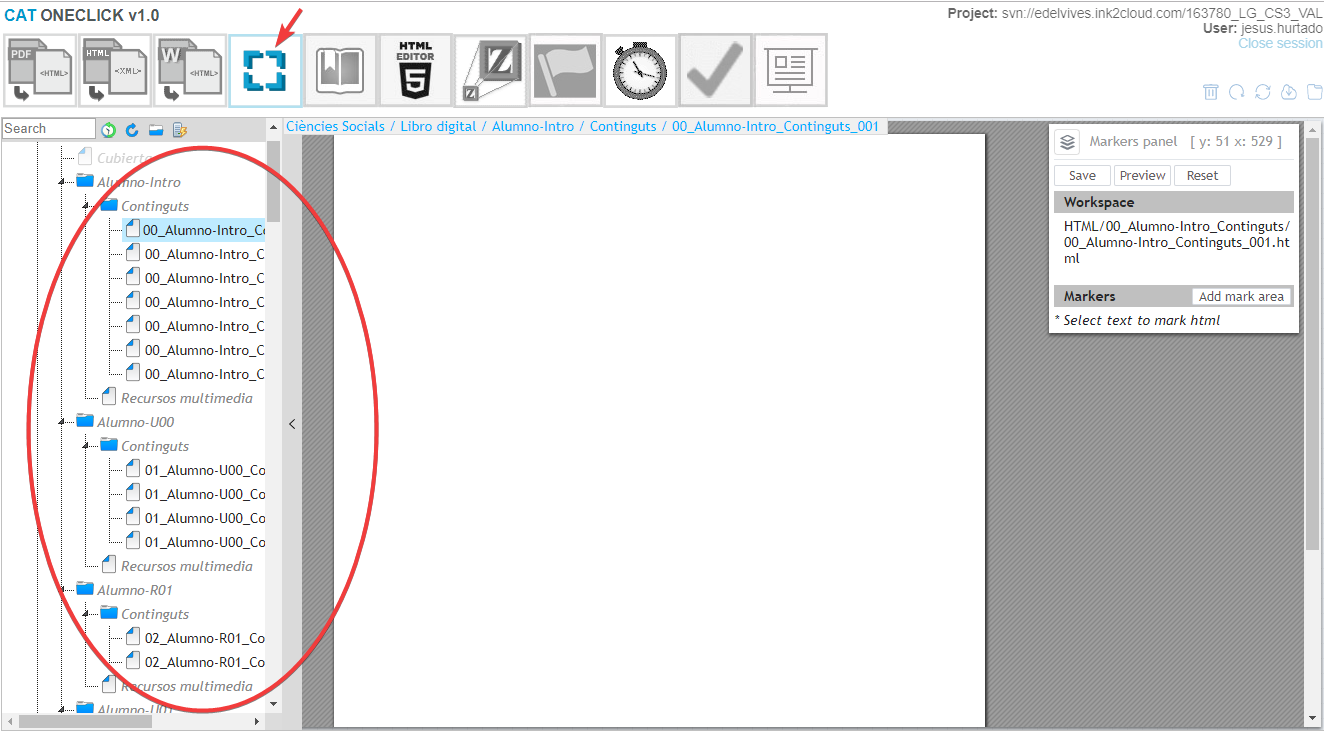 CAT ONECLICK v1.0
Project: svn://edelvives.ink2cloud.com/163780_LG_CS3_VAL
User: jesus.hurtado
Close session
PDF <HTML>
HTML <XML>
W <HTML>
HTML
EDITOR
5
Z
Z
Search
Ciències Socials / Libro digital / Alumno-Intro / Continguts / 00_Alumno-Intro_Continguts_001
Cubierta
Alumno-Intro
Continguts
00_Alumno-Intro_Co
00_Alumno-Intro_C
00_Alumno-Intro_C
00_Alumno-Intro_C
00_Alumno-Intro_C
00_Alumno-Intro_C
00_Alumno-Intro_C
Recursos multimedia
Alumno-U00
Continguts
01_Alumno-U00_Co
01_Alumno-U00_Co
01_Alumno-U00_Co
01_Alumno-U00_Co
Recursos multimedia
Alumno-R01
Continguts
02_Alumno-R01_Co
02_Alumno-R01_Co
Recursos multimedia
Alumno-U01
Markers panel [ y: 51 x: 529 ]
Save Preview Reset
Workspace
HTML/00_Alumno-Intro_Continguts/
00_Alumno-Intro_Continguts_001.ht
ml
Markers Add mark area
* Select text to mark html